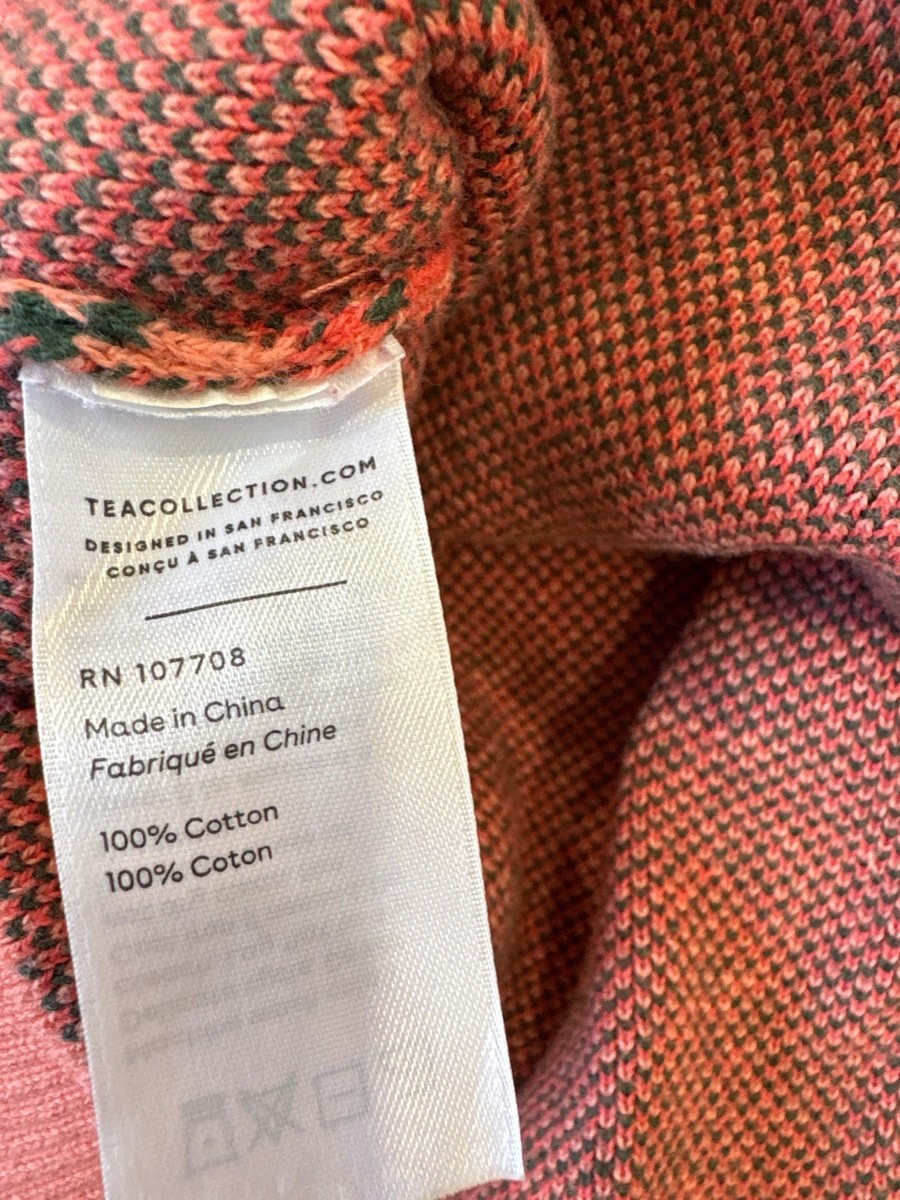 TEACOLLECTION.COM
DESIGNED IN SAN FRANCISCO
CONÇU À SAN FRANCISCO
RN 107708
Made in China
Fabriqué en Chine
100% Cotton
100% Coton